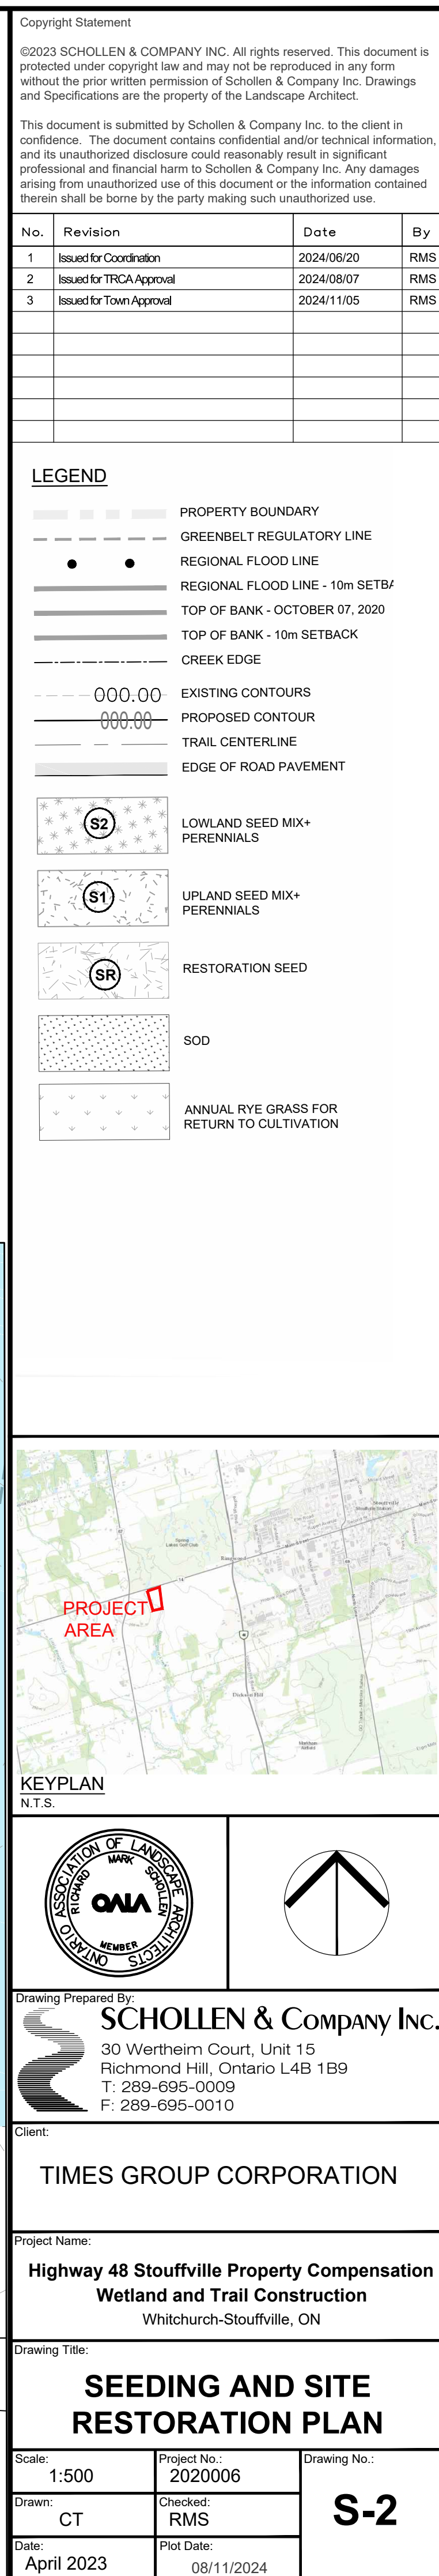 Copyright Statement
©2023 SCHOLLEN & COMPANY INC. All rights reserved. This document is
protected under copyright law and may not be reproduced in any form
without the prior written permission of Schollen & Company Inc. Drawings
and Specifications are the property of the Landscape Architect.
This document is submitted by Schollen & Company Inc. to the client in
confidence. The document contains confidential and/or technical information,
and its unauthorized disclosure could reasonably result in significant
professional and financial harm to Schollen & Company Inc. Any damages
arising from unauthorized use of this document or the information contained
therein shall be borne by the party making such unauthorized use.
No. Revision Date By
1 Issued for Coordination 2024/06/20 RMS
2 Issued for TRCA Approval 2024/08/07 RMS
3 Issued for Town Approval 2024/11/05 RMS
LEGEND
PROPERTY BOUNDARY
GREENBELT REGULATORY LINE
REGIONAL FLOOD LINE
REGIONAL FLOOD LINE - 10m SETBA
TOP OF BANK - OCTOBER 07, 2020
TOP OF BANK - 10m SETBACK
CREEK EDGE
000.00 EXISTING CONTOURS
000.00 PROPOSED CONTOUR
TRAIL CENTERLINE
EDGE OF ROAD PAVEMENT
S2 LOWLAND SEED MIX+
PERENNIALS
S1 UPLAND SEED MIX+
PERENNIALS
SR RESTORATION SEED
SOD
ANNUAL RYE GRASS FOR
RETURN TO CULTIVATION
PROJECT
AREA
Dickson Hill
KEYPLAN
N.T.S.
ONTARIO ASSOCIATION OF LANDSCAPE ARCHITECTS
RICHARD MARK SCHOLLEN
OALA
MEMBER
Drawing Prepared By:
SCHOLLEN & COMPANY INC.
30 Wertheim Court, Unit 15
Richmond Hill, Ontario L4B 1B9
T: 289-695-0009
F: 289-695-0010
Client:
TIMES GROUP CORPORATION
Project Name:
Highway 48 Stouffville Property Compensation
Wetland and Trail Construction
Whitchurch-Stouffville, ON
Drawing Title:
SEEDING AND SITE
RESTORATION PLAN
Scale: Project No.: Drawing No.:
1:500 2020006
S-2
Drawn: Checked:
CT RMS
Date: Plot Date:
April 2023 08/11/2024